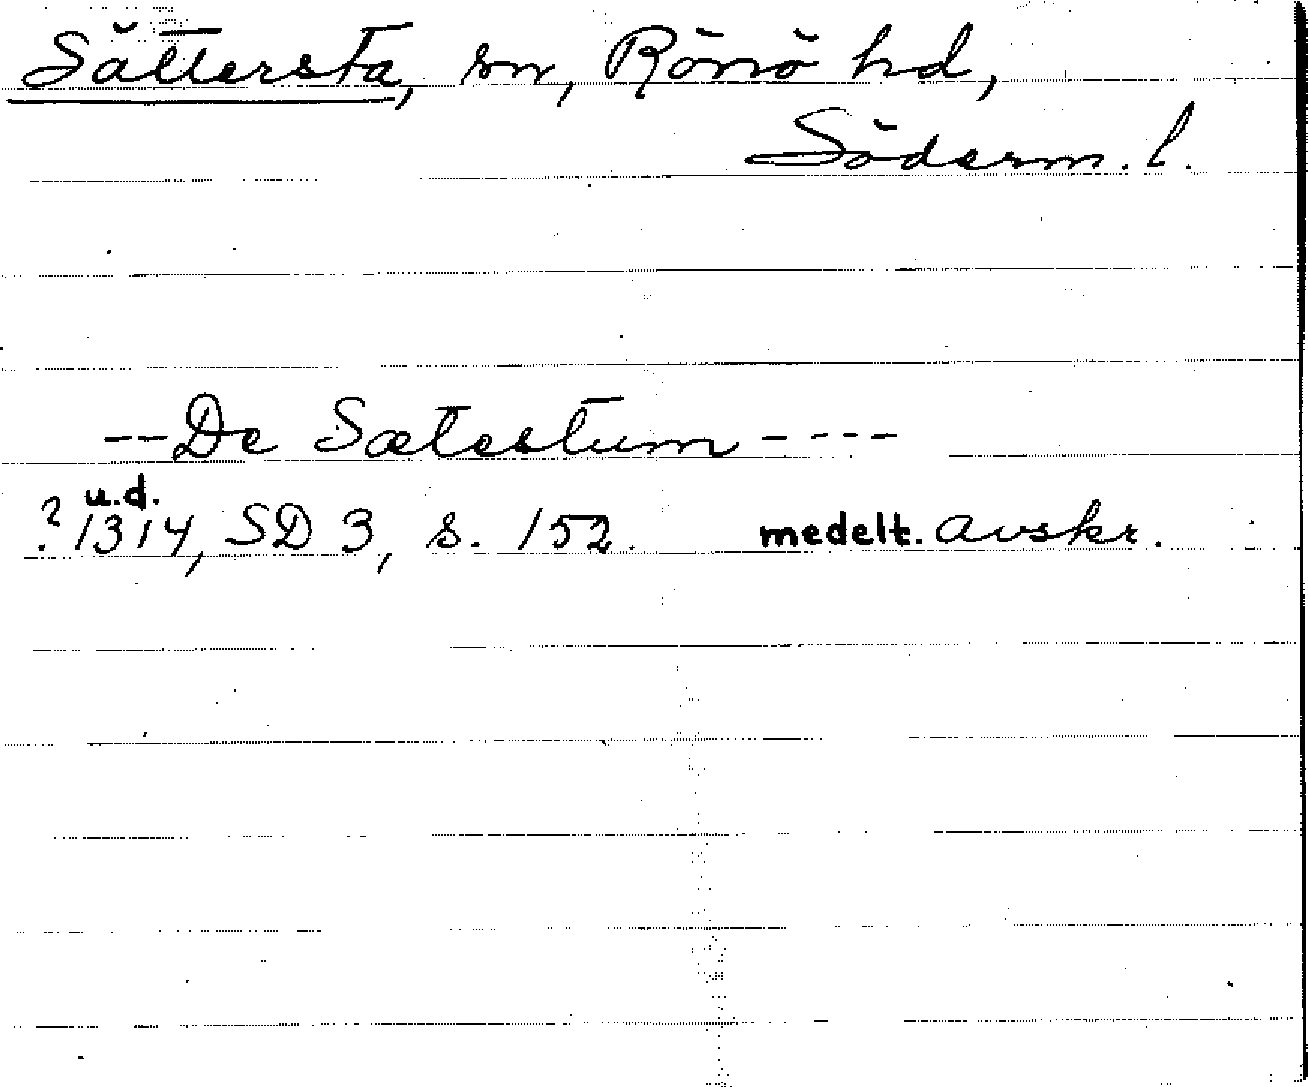 Sättersta, sn, Rönö hd,
Söderm. l.
-- De Sætestum - - - -
u.d.
? 1314, SD 3, s. 152. medelt. avskr.